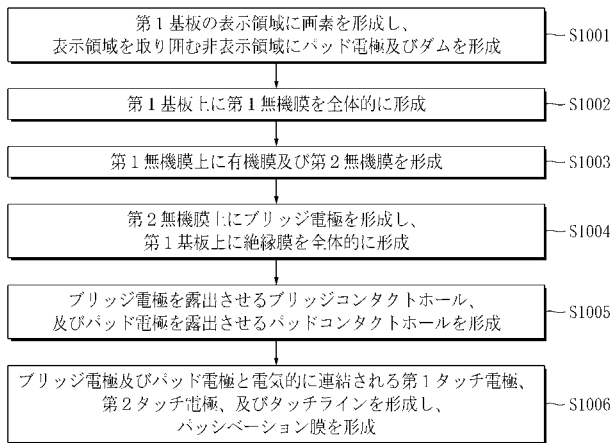 第1基板の表示領域に画素を形成し、
表示領域を取り囲む非表示領域にパッド電極及びダムを形成
S1001
第1基板上に第1無機膜を全体的に形成
S1002
第1無機膜上に有機膜及び第2無機膜を形成
S1003
第2無機膜上にブリッジ電極を形成し、
第1基板上に絶縁膜を全体的に形成
S1004
ブリッジ電極を露出させるブリッジコンタクトホール、
及びパッド電極を露出させるパッドコンタクトホールを形成
S1005
ブリッジ電極及びパッド電極と電気的に連結される第1タッチ電極、
第2タッチ電極、及びタッチラインを形成し、
パッシベーション膜を形成
S1006